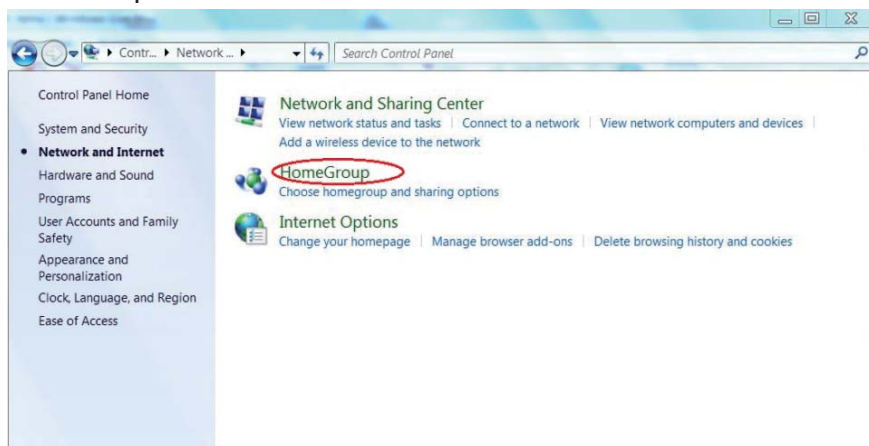 Contr... ▸ Network ... ▸
Search Control Panel
Control Panel Home
System and Security
• Network and Internet
Hardware and Sound
Programs
User Accounts and Family
Safety
Appearance and
Personalization
Clock, Language, and Region
Ease of Access
Network and Sharing Center
View network status and tasks | Connect to a network | View network computers and devices |
Add a wireless device to the network
HomeGroup
Choose homegroup and sharing options
Internet Options
Change your homepage | Manage browser add-ons | Delete browsing history and cookies